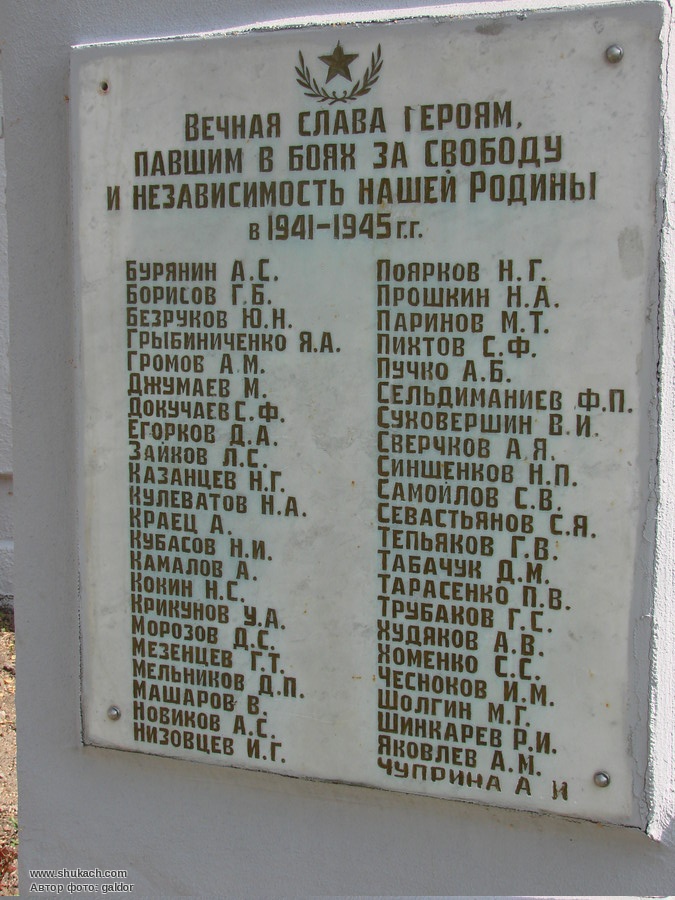 Вечная слава героям,
павшим в боях за свободу
и независимость нашей Родины
в 1941-1945 г.г.
Бурянин А.С.
Борисов Г.Б.
Безруков Ю.Н.
Грыбиниченко Я.А.
Громов А.М.
Джумаев М.
Докучаев С.Ф.
Егорков Д.А.
Зайков Л.С.
Казанцев Н.Г.
Кулеватов Н.А.
Краец А.
Кубасов Н.И.
Камалов А.
Кокин Н.С.
Крикунов У.А.
Морозов Д.С.
Мезенцев Г.Т.
Мельников Д.П.
Машаров В.
Новиков А.С.
Низовцев И.Г.
Поярков Н.Г.
Прошкин Н.А.
Паринов М.Т.
Пихтов С.Ф.
Пучко А.Б.
Сельдиманиев Ф.П.
Суховершин В.И.
Сверчков А.Я.
Синшенков Н.П.
Самойлов С.В.
Севастьянов С.Я.
Тепьяков Г.В.
Табачук Д.М.
Тарасенко П.В.
Трубаков Г.С.
Худяков А.В.
Хоменко С.С.
Чесноков И.М.
Шолгин М.Г.
Шинкарев Р.И.
Яковлев А.М.
Чуприна А И
www.shukach.com
Автор фото: galdor